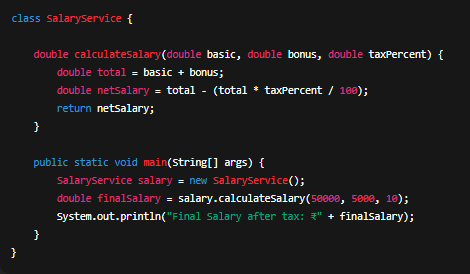 class SalaryService {
double calculateSalary(double basic, double bonus, double taxPercent) {
double total = basic + bonus;
double netSalary = total - (total * taxPercent / 100);
return netSalary;
}
public static void main(String[] args) {
SalaryService salary = new SalaryService();
double finalSalary = salary.calculateSalary(50000, 5000, 10);
System.out.println("Final Salary after tax: ₹" + finalSalary);
}
}